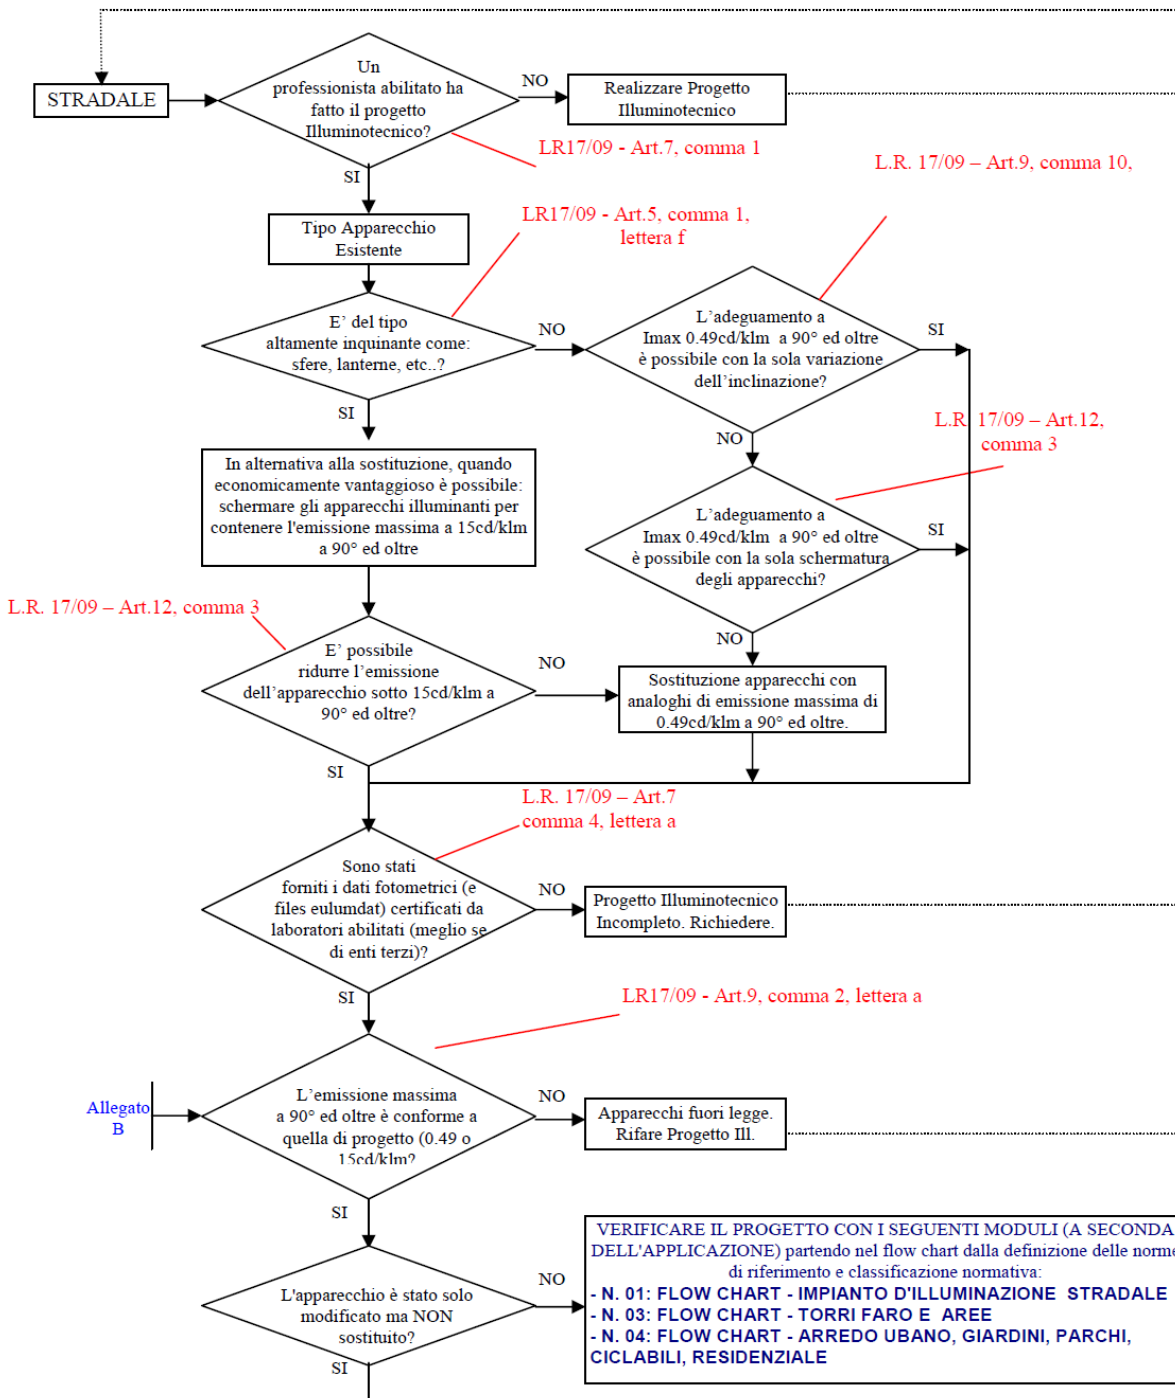 STRADALE
Un
professionista abilitato ha
fatto il progetto
Illuminotecnico?
NO
Realizzare Progetto
Illuminotecnico
LR17/09 - Art.7, comma 1
L.R. 17/09 – Art.9, comma 10,
SI
Tipo Apparecchio
Esistente
LR17/09 - Art.5, comma 1,
lettera f
E' del tipo
altamente inquinante come:
sfere, lanterne, etc..?
NO
L'adeguamento a
Imax 0.49cd/klm a 90° ed oltre
è possibile con la sola variazione
dell'inclinazione?
SI
SI
NO
L.R. 17/09 – Art.12,
comma 3
In alternativa alla sostituzione, quando
economicamente vantaggioso è possibile:
schermare gli apparecchi illuminanti per
contenere l'emissione massima a 15cd/klm
a 90° ed oltre
L'adeguamento a
Imax 0.49cd/klm a 90° ed oltre
è possibile con la sola schermatura
degli apparecchi?
SI
L.R. 17/09 – Art.12, comma 3
NO
E' possibile
ridurre l'emissione
dell'apparecchio sotto 15cd/klm a
90° ed oltre?
NO
Sostituzione apparecchi con
analoghi di emissione massima di
0.49cd/klm a 90° ed oltre.
SI
L.R. 17/09 – Art.7
comma 4, lettera a
Sono stati
forniti i dati fotometrici (e
files eulumdat) certificati da
laboratori abilitati (meglio se
di enti terzi)?
NO
Progetto Illuminotecnico
Incompleto. Richiedere.
SI
LR17/09 - Art.9, comma 2, lettera a
Allegato
B
L'emissione massima
a 90° ed oltre è conforme a
quella di progetto (0.49 o
15cd/klm?
NO
Apparecchi fuori legge.
Rifare Progetto Ill.
SI
L'apparecchio è stato solo
modificato ma NON
sostituito?
NO
VERIFICARE IL PROGETTO CON I SEGUENTI MODULI (A SECONDA
DELL'APPLICAZIONE) partendo nel flow chart dalla definizione delle norme
di riferimento e classificazione normativa:
- N. 01: FLOW CHART - IMPIANTO D'ILLUMINAZIONE STRADALE
- N. 03: FLOW CHART - TORRI FARO E AREE
- N. 04: FLOW CHART - ARREDO UBANO, GIARDINI, PARCHI,
CICLABILI, RESIDENZIALE